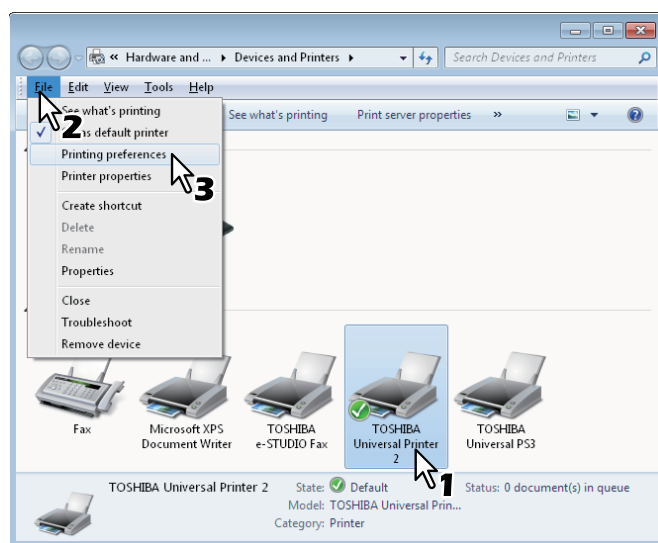 « Hardware and ... ▸ Devices and Printers ▸
Search Devices and Printers
File Edit View Tools Help
See what's printing Print server properties »
2
See what's printing
default printer
Printing preferences
3
Printer properties
Create shortcut
Delete
Rename
Properties
Close
Troubleshoot
Remove device
Fax
Microsoft XPS
Document Writer
TOSHIBA
e-STUDIO Fax
TOSHIBA
Universal Printer
2
TOSHIBA
Universal PS3
1
TOSHIBA Universal Printer 2 State: Default Status: 0 document(s) in queue
Model: TOSHIBA Universal Prin...
Category: Printer